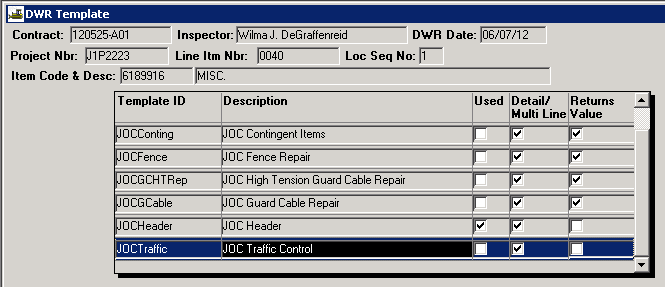 DWR Template
Contract: 120525-A01 Inspector: Wilma J. DeGraffenreid DWR Date: 06/07/12
Project Nbr: J1P2223 Line Itm Nbr: 0040 Loc Seq No: 1
Item Code & Desc: 6189916 MISC.
Template ID Description Used Detail/ Returns
Multi Line Value
JOCConting JOC Contingent Items
JOCFence JOC Fence Repair
JOCGCHTRep JOC High Tension Guard Cable Repair
JOCGCable JOC Guard Cable Repair
JOCHeader JOC Header
JOCTraffic JOC Traffic Control